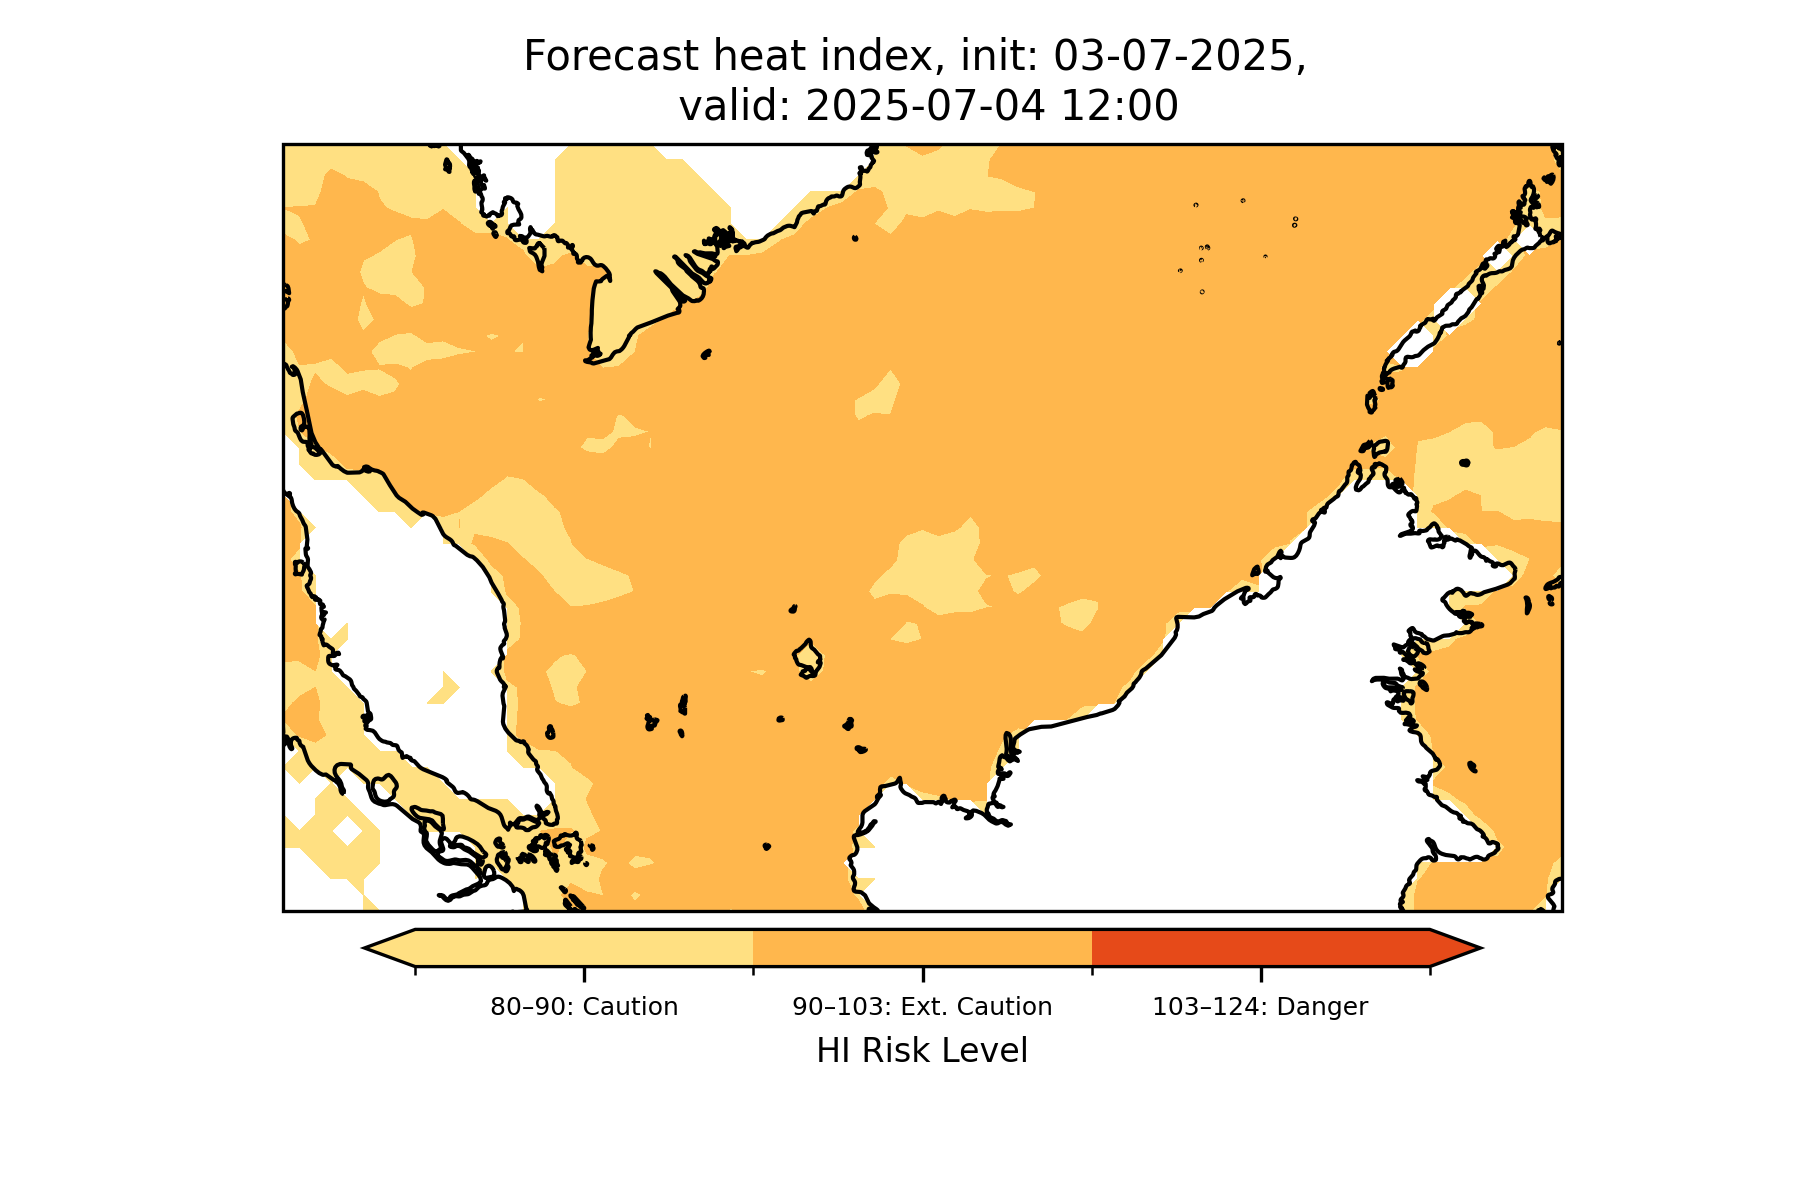 Forecast heat index, init: 03-07-2025,
valid: 2025-07-04 12:00
80–90: Caution
90–103: Ext. Caution
103–124: Danger
HI Risk Level